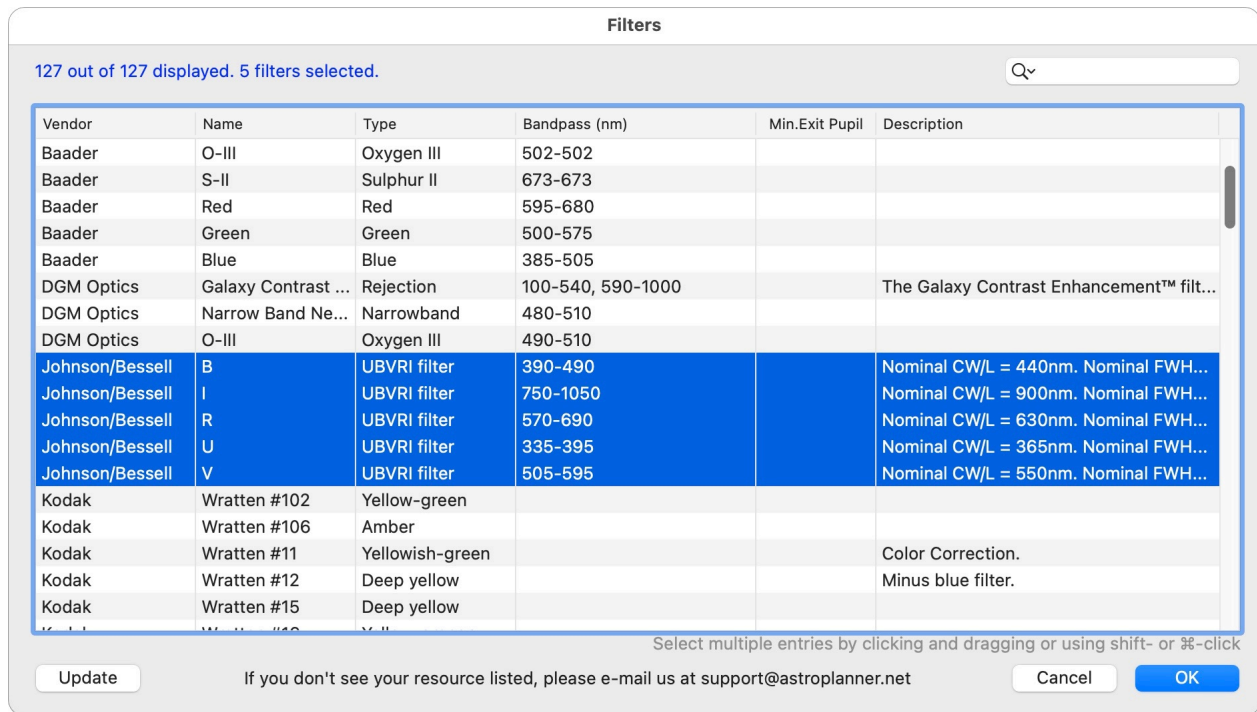 Filters
127 out of 127 displayed. 5 filters selected.
Vendor Name Type Bandpass (nm) Min.Exit Pupil Description
Baader O-III Oxygen III 502-502
Baader S-II Sulphur II 673-673
Baader Red Red 595-680
Baader Green Green 500-575
Baader Blue Blue 385-505
DGM Optics Galaxy Contrast ... Rejection 100-540, 590-1000 The Galaxy Contrast Enhancement™ filt...
DGM Optics Narrow Band Ne... Narrowband 480-510
DGM Optics O-III Oxygen III 490-510
Johnson/Bessell B UBVRI filter 390-490 Nominal CW/L = 440nm. Nominal FWH...
Johnson/Bessell I UBVRI filter 750-1050 Nominal CW/L = 900nm. Nominal FWH...
Johnson/Bessell R UBVRI filter 570-690 Nominal CW/L = 630nm. Nominal FWH...
Johnson/Bessell U UBVRI filter 335-395 Nominal CW/L = 365nm. Nominal FWH...
Johnson/Bessell V UBVRI filter 505-595 Nominal CW/L = 550nm. Nominal FWH...
Kodak Wratten #102 Yellow-green
Kodak Wratten #106 Amber
Kodak Wratten #11 Yellowish-green Color Correction.
Kodak Wratten #12 Deep yellow Minus blue filter.
Kodak Wratten #15 Deep yellow
Select multiple entries by clicking and dragging or using shift- or ⌘-click
Update If you don't see your resource listed, please e-mail us at support@astroplanner.net Cancel OK